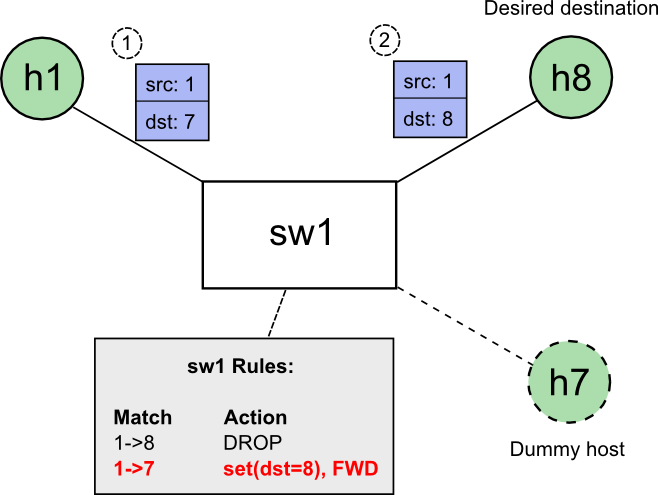 Desired destination
1
2
h1
src: 1
dst: 7
src: 1
dst: 8
h8
sw1
sw1 Rules:
Match Action
1->8 DROP
1->7 set(dst=8), FWD
h7
Dummy host